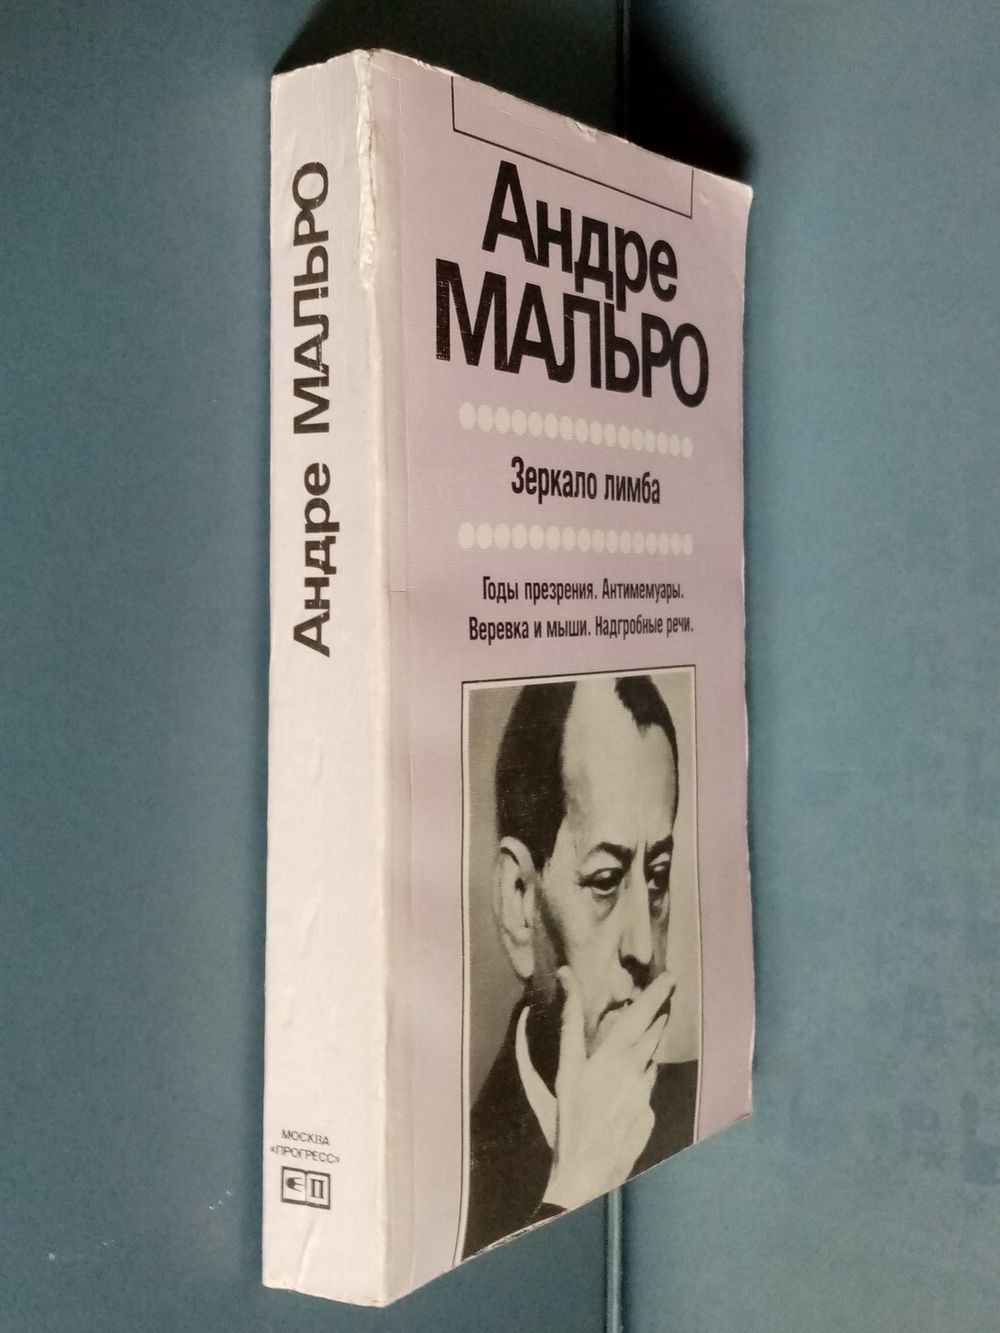 Андре МАЛЬРО
МОСКВА
«ПРОГРЕСС»
П
Андре
МАЛЬРО
Зеркало лимба
Годы презрения. Антимемуары.
Веревка и мыши. Надгробные речи.